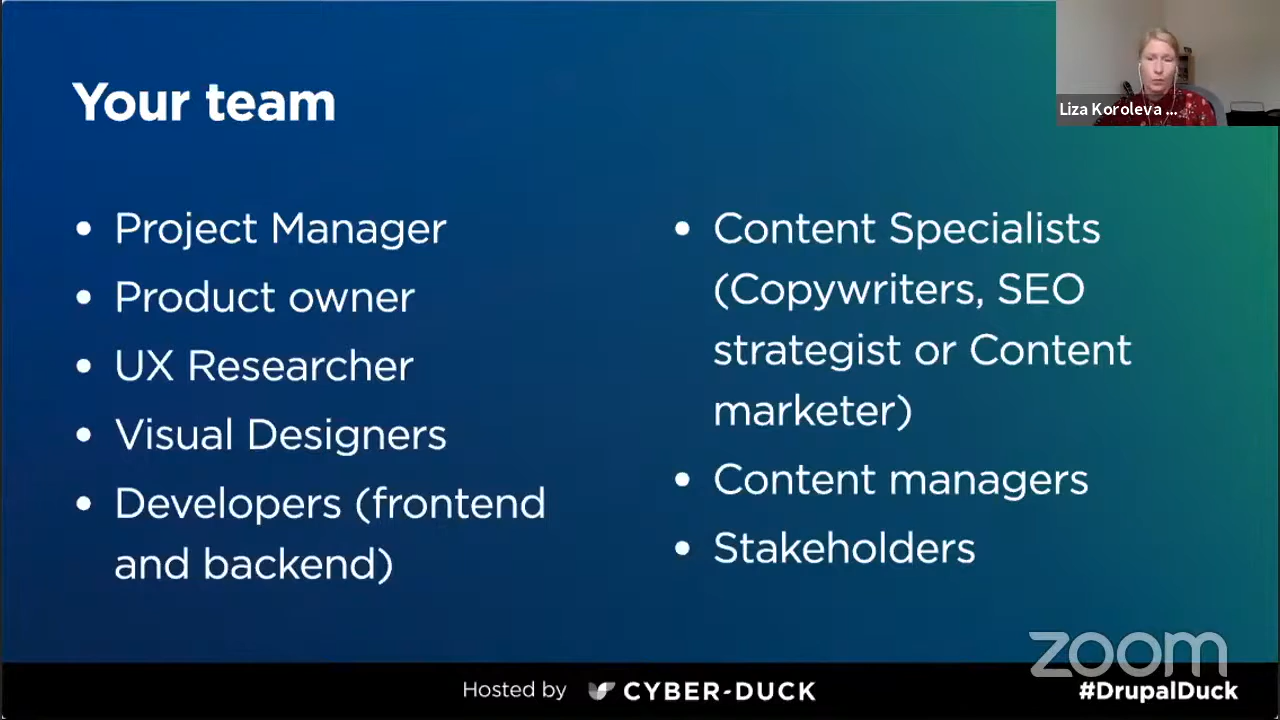 Your team
Liza Koroleva ...
• Project Manager
• Product owner
• UX Researcher
• Visual Designers
• Developers (frontend
and backend)
• Content Specialists
(Copywriters, SEO
strategist or Content
marketer)
• Content managers
• Stakeholders
zoom
Hosted by CYBER-DUCK
#DrupalDuck